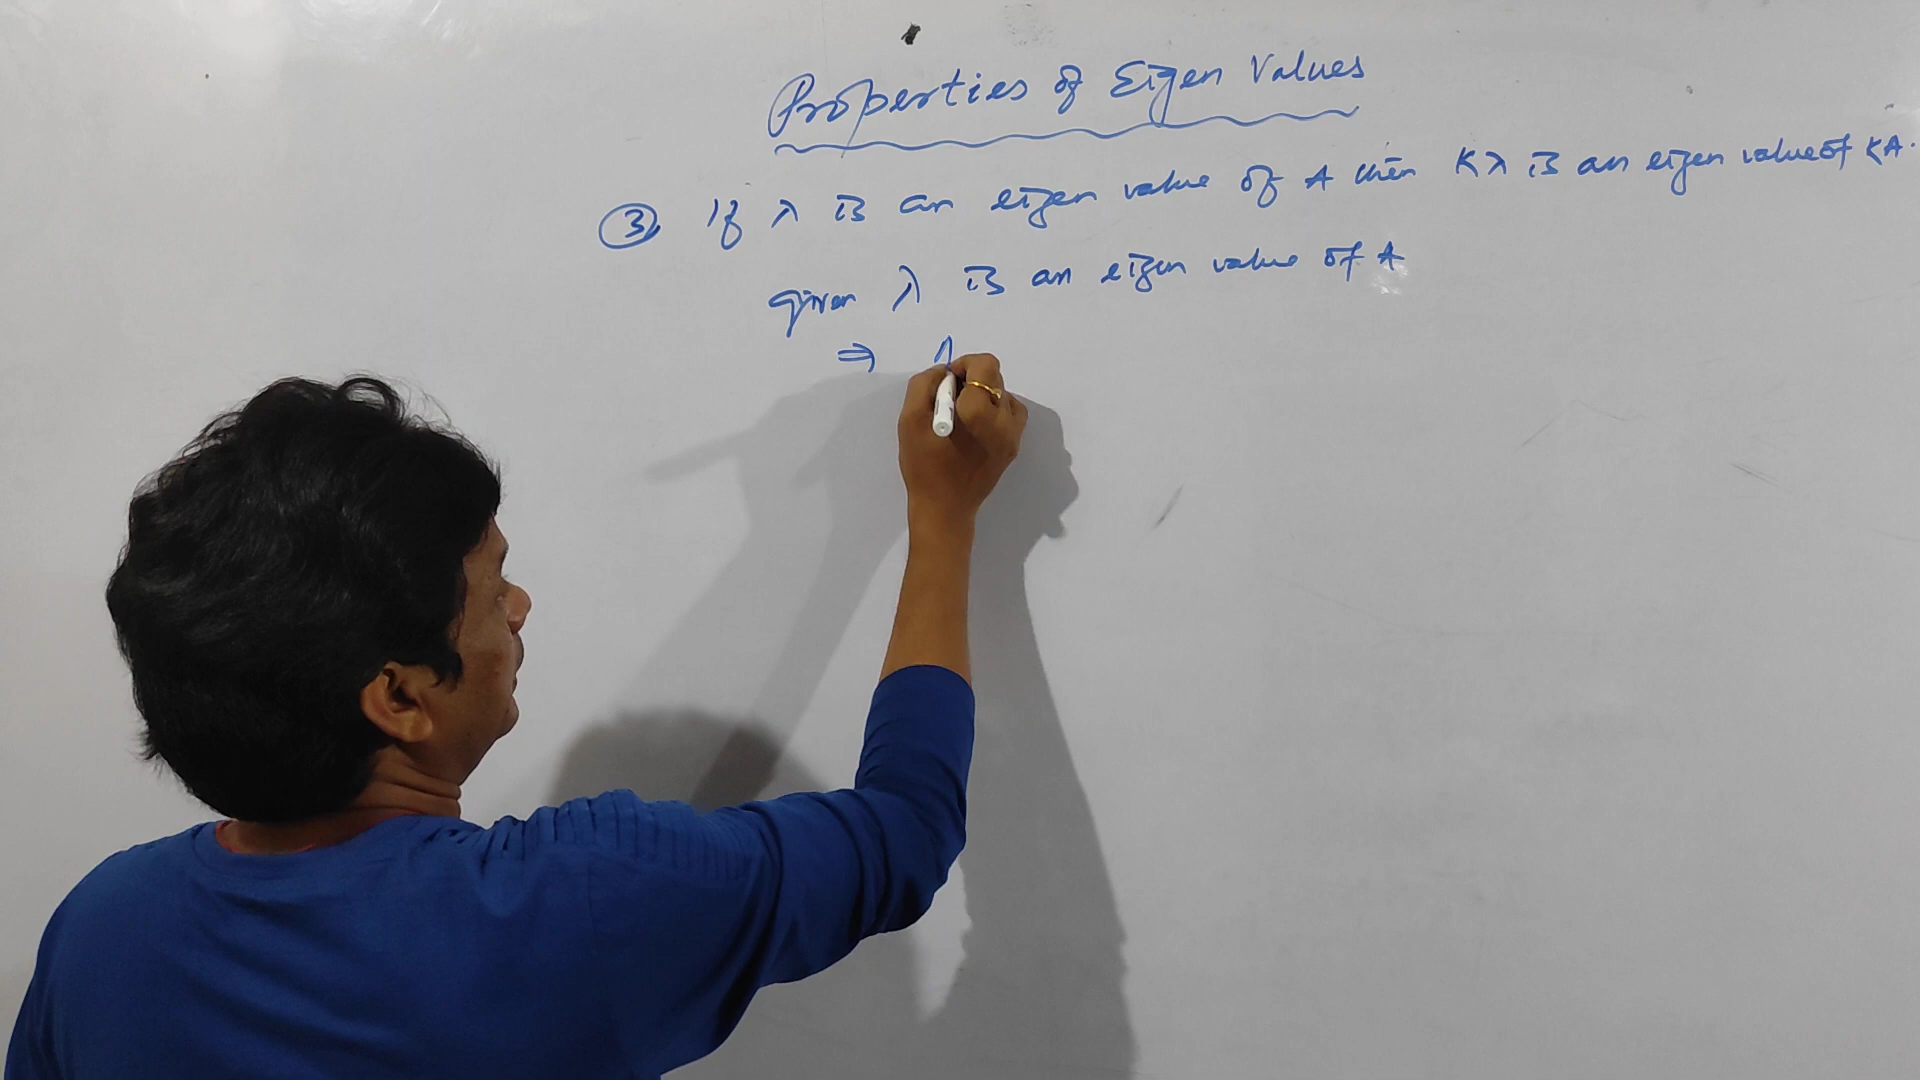 Properties of Eigen Values
③ If λ is an eigen value of A then Kλ is an eigen value of KA.
given λ is an eigen value of A
⇒ A